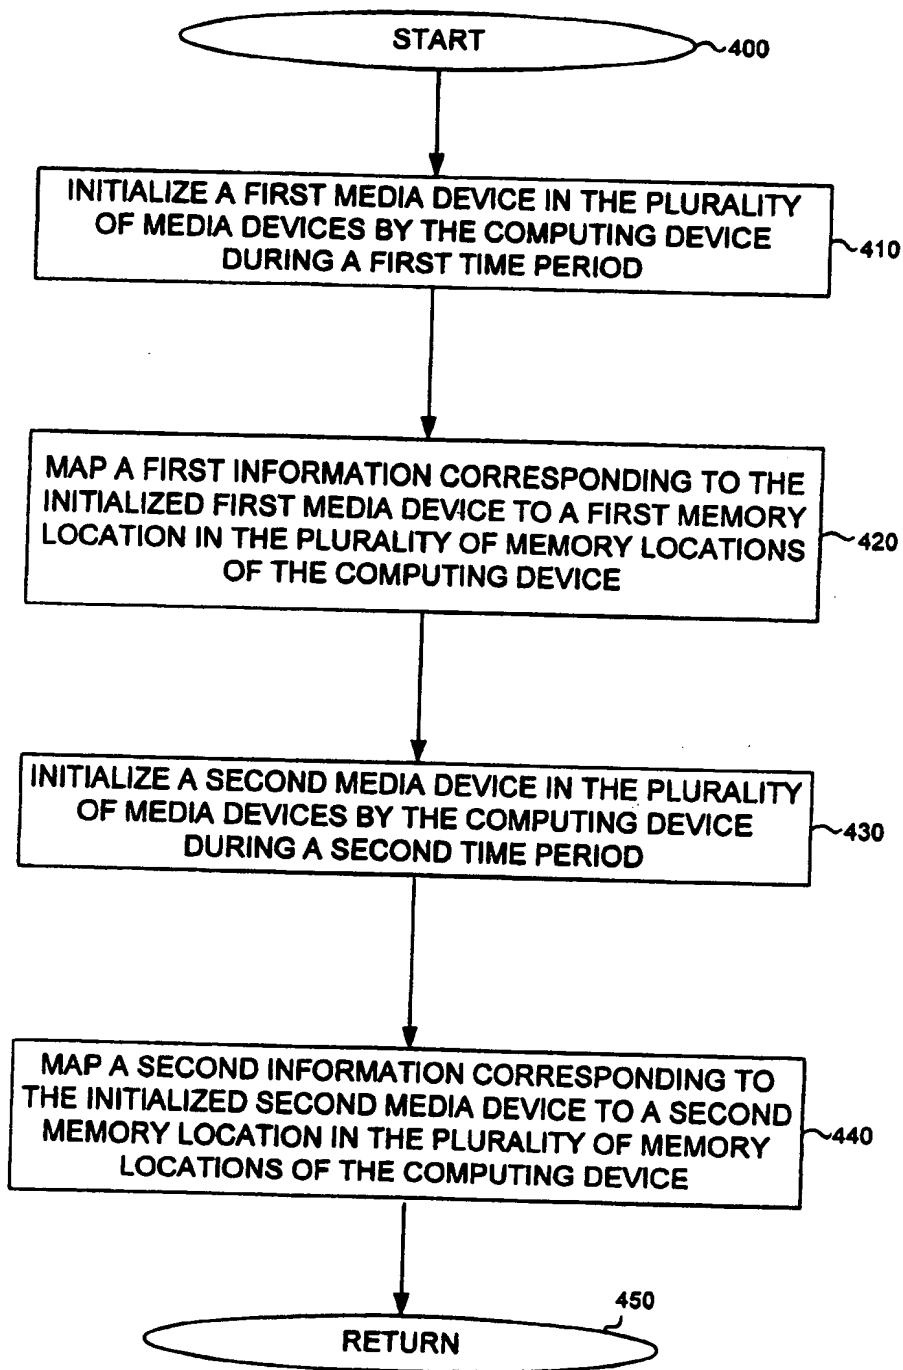 START
400
INITIALIZE A FIRST MEDIA DEVICE IN THE PLURALITY
OF MEDIA DEVICES BY THE COMPUTING DEVICE
DURING A FIRST TIME PERIOD
410
MAP A FIRST INFORMATION CORRESPONDING TO THE
INITIALIZED FIRST MEDIA DEVICE TO A FIRST MEMORY
LOCATION IN THE PLURALITY OF MEMORY LOCATIONS
OF THE COMPUTING DEVICE
420
INITIALIZE A SECOND MEDIA DEVICE IN THE PLURALITY
OF MEDIA DEVICES BY THE COMPUTING DEVICE
DURING A SECOND TIME PERIOD
430
MAP A SECOND INFORMATION CORRESPONDING TO
THE INITIALIZED SECOND MEDIA DEVICE TO A SECOND
MEMORY LOCATION IN THE PLURALITY OF MEMORY
LOCATIONS OF THE COMPUTING DEVICE
440
450
RETURN